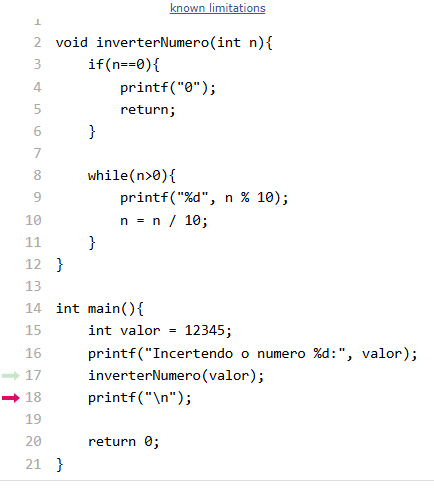 known limitations
1
2 void inverterNumero(int n){
3     if(n==0){
4         printf("0");
5         return;
6     }
7
8     while(n>0){
9         printf("%d", n % 10);
10         n = n / 10;
11     }
12 }
13
14 int main(){
15     int valor = 12345;
16     printf("Incertendo o numero %d:", valor);
17     inverterNumero(valor);
18     printf("\n");
19
20     return 0;
21 }